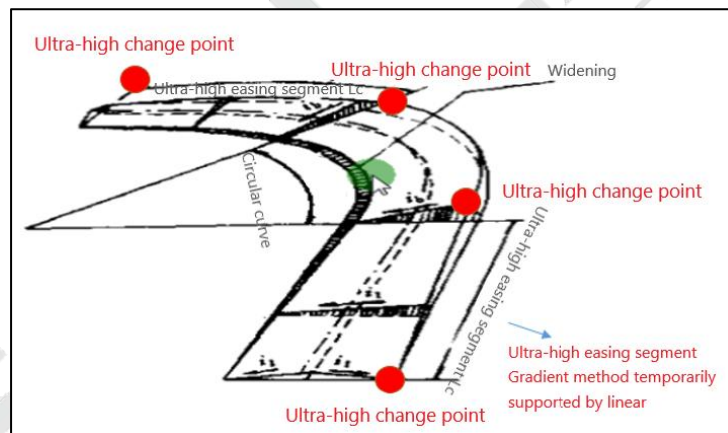 Ultra-high change point
Ultra-high change point
Widening
Ultra-high easing segment Lc
Circular curve
Ultra-high change point
Ultra-high easing segment Lc
Ultra-high easing segment
Gradient method temporarily
supported by linear
Ultra-high change point